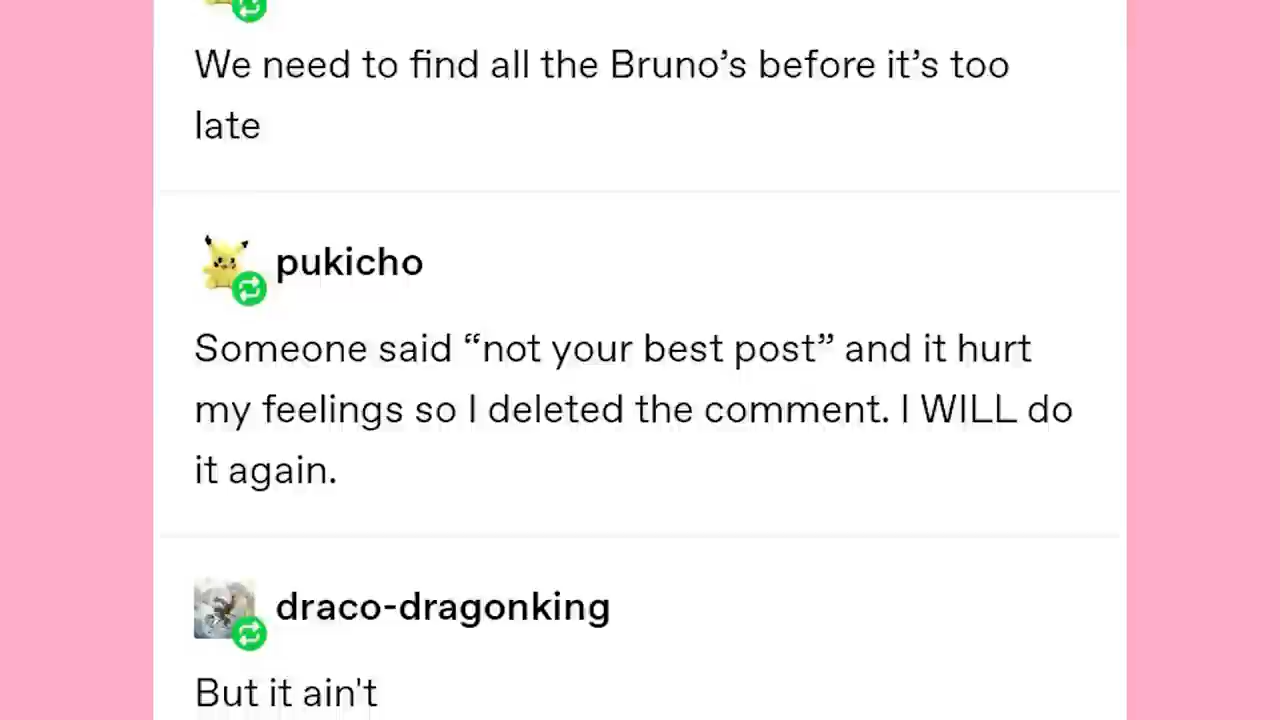 We need to find all the Bruno’s before it’s too
late
pukicho
Someone said “not your best post” and it hurt
my feelings so I deleted the comment. I WILL do
it again.
draco-dragonking
But it ain't